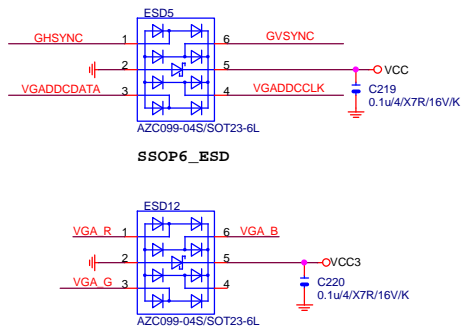 ESD5
GHSYNC 1 6 GVSYNC
2 5 VCC
VGADDCDATA 3 4 VGADDCCLK
C219
0.1u/4/X7R/16V/K
AZC099-04S/SOT23-6L
SSOP6_ESD
ESD12
VGA_R 1 6 VGA_B
2 5 VCC3
VGA_G 3 4
C220
0.1u/4/X7R/16V/K
AZC099-04S/SOT23-6L